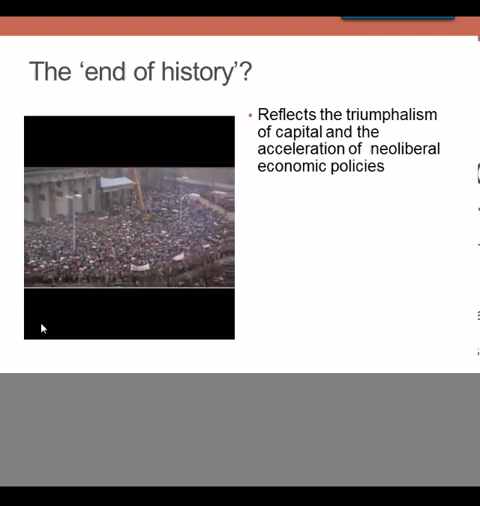 The ‘end of history’?
• Reflects the triumphalism
of capital and the
acceleration of  neoliberal
economic policies